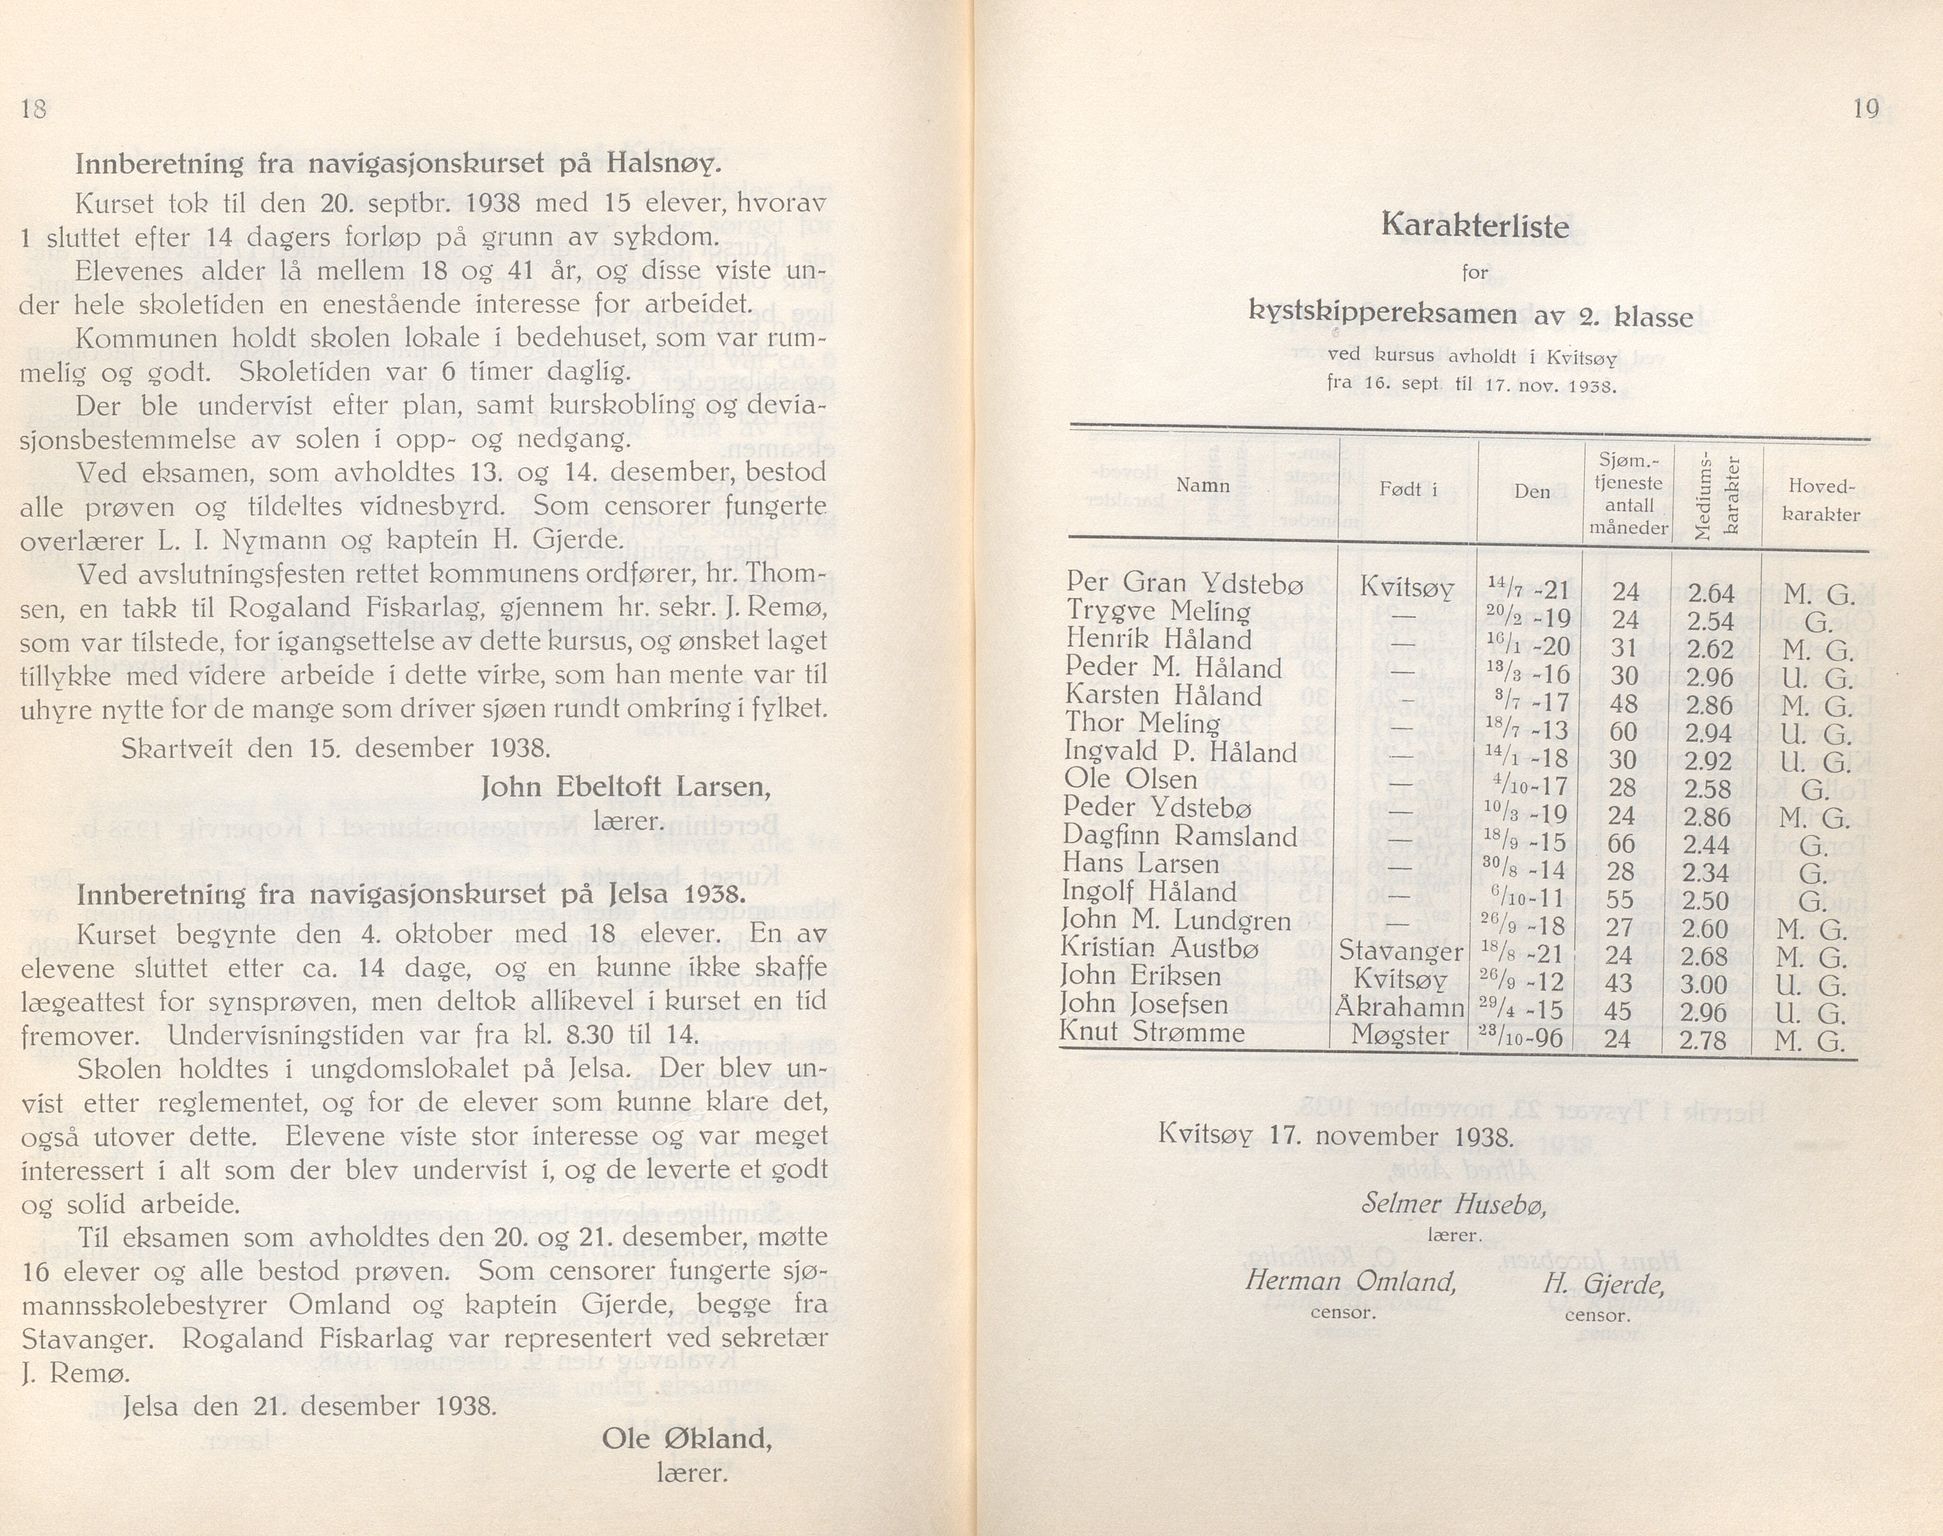 18
Innberetning fra navigasjonskurset på Halsnøy.
Kurset tok til den 20. septbr. 1938 med 15 elever, hvorav
1 sluttet efter 14 dagers forløp på grunn av sykdom.
Elevenes alder lå mellem 18 og 41 år, og disse viste un-
der hele skoletiden en enestående interesse for arbeidet.
Kommunen holdt skolen lokale i bedehuset, som var rum-
melig og godt. Skoletiden var 6 timer daglig.
Der ble undervist efter plan, samt kurskobling og devia-
sjonsbestemmelse av solen i opp- og nedgang.
Ved eksamen, som avholdtes 13. og 14. desember, bestod
alle prøven og tildeltes vidnesbyrd. Som censorer fungerte
overlærer L. I. Nymann og kaptein H. Gjerde.
Ved avslutningsfesten rettet kommunens ordfører, hr. Thom-
sen, en takk til Rogaland Fiskarlag, gjennem hr. sekr. J. Remø,
som var tilstede, for igangsettelse av dette kursus, og ønsket laget
tillykke med videre arbeide i dette virke, som han mente var til
uhyre nytte for de mange som driver sjøen rundt omkring i fylket.
Skartveit den 15. desember 1938.
John Ebeltoft Larsen,
lærer.
Innberetning fra navigasjonskurset på Jelsa 1938.
Kurset begynte den 4. oktober med 18 elever. En av
elevene sluttet etter ca. 14 dage, og en kunne ikke skaffe
lægeattest for synsprøven, men deltok allikevel i kurset en tid
fremover. Undervisningstiden var fra kl. 8.30 til 14.
Skolen holdtes i ungdomslokalet på Jelsa. Der blev un-
vist etter reglementet, og for de elever som kunne klare det,
også utover dette. Elevene viste stor interesse og var meget
interessert i alt som der blev undervist i, og de leverte et godt
og solid arbeide.
Til eksamen som avholdtes den 20. og 21. desember, møtte
16 elever og alle bestod prøven. Som censorer fungerte sjø-
mannsskolebestyrer Omland og kaptein Gjerde, begge fra
Stavanger. Rogaland Fiskarlag var representert ved sekretær
J. Remø.
Jelsa den 21. desember 1938.
Ole Økland,
lærer.
19
Karakterliste
for
kystskippereksamen av 2. klasse
ved kursus avholdt i Kvitsøy
fra 16. sept. til 17. nov. 1938.
Namn | Født i | Den | Sjøm.-tjeneste antall måneder | Mediums-karakter | Hoved-karakter
Per Gran Ydstebø Kvitsøy 14/7 -21 24 2.64 M. G.
Trygve Meling — 20/2 -19 24 2.54 G.
Henrik Håland — 16/1 -20 31 2.62 M. G.
Peder M. Håland — 13/3 -16 30 2.96 U. G.
Karsten Håland – 3/7 -17 48 2.86 M. G.
Thor Meling — 18/7 -13 60 2.94 U. G.
Ingvald P. Håland — 14/1 -18 30 2.92 U. G.
Ole Olsen — 4/10-17 28 2.58 G.
Peder Ydstebø — 10/3 -19 24 2.86 M. G.
Dagfinn Ramsland — 18/9 -15 66 2.44 G.
Hans Larsen — 30/8 -14 28 2.34 G.
Ingolf Håland — 6/10-11 55 2.50 G.
John M. Lundgren — 26/9 -18 27 2.60 M. G.
Kristian Austbø Stavanger 18/8 -21 24 2.68 M. G.
John Eriksen Kvitsøy 26/9 -12 43 3.00 U. G.
John Josefsen Åkrahamn 29/4 -15 45 2.96 U. G.
Knut Strømme Møgster 23/10-96 24 2.78 M. G.
Kvitsøy 17. november 1938.
Selmer Husebø,
lærer.
Herman Omland, H. Gjerde,
censor. censor.